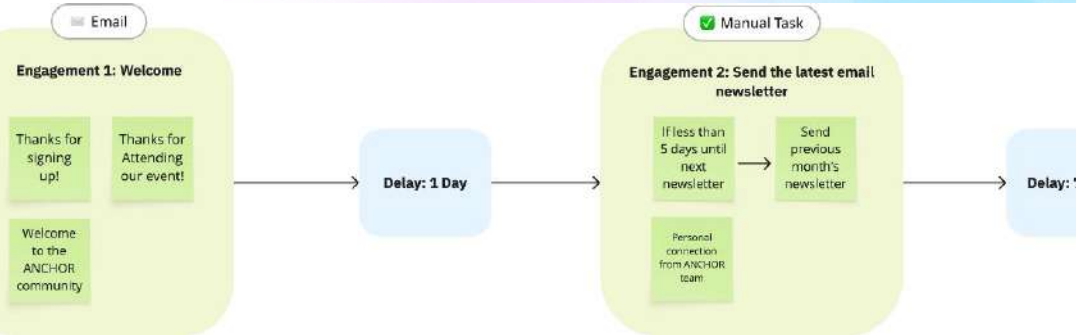 Email
Manual Task
Engagement 1: Welcome
Thanks for
signing
up!
Thanks for
Attending
our event!
Welcome
to the
ANCHOR
community
Delay: 1 Day
Engagement 2: Send the latest email
newsletter
If less than
5 days until
next
newsletter
Send
previous
month's
newsletter
Personal
connection
from ANCHOR
team
Delay: